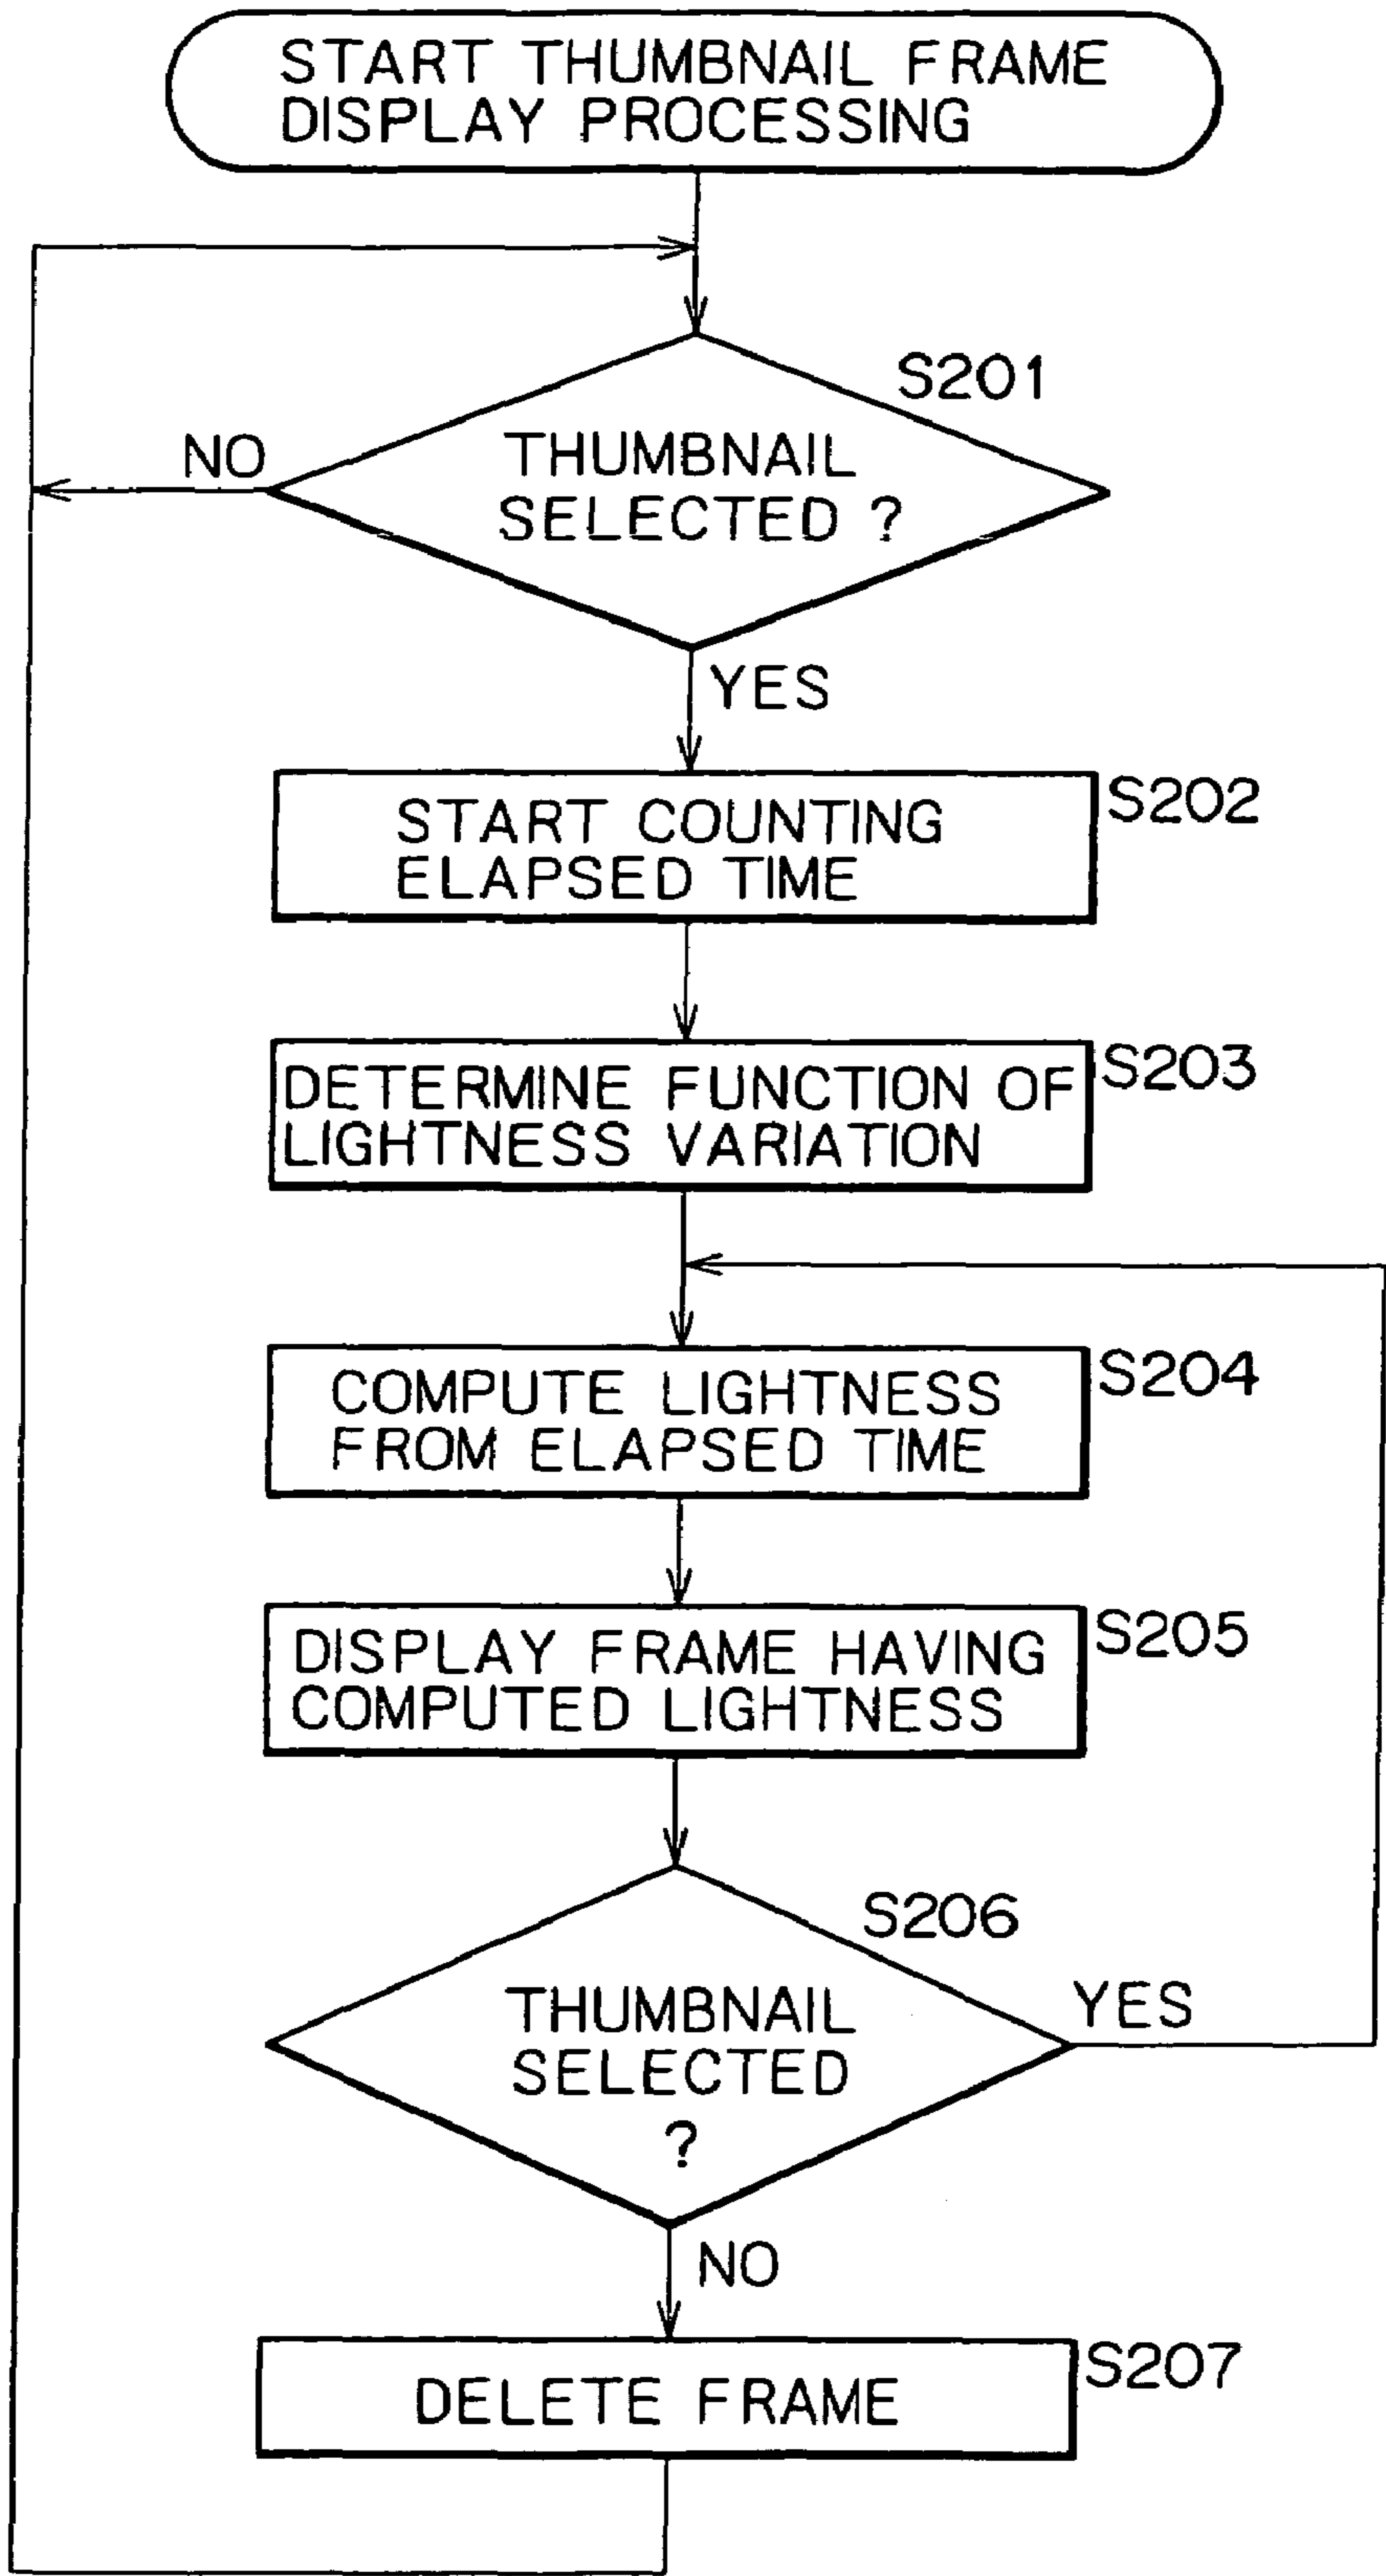 START THUMBNAIL FRAME
DISPLAY PROCESSING
S201
NO
THUMBNAIL
SELECTED ?
YES
S202
START COUNTING
ELAPSED TIME
S203
DETERMINE FUNCTION OF
LIGHTNESS VARIATION
S204
COMPUTE LIGHTNESS
FROM ELAPSED TIME
S205
DISPLAY FRAME HAVING
COMPUTED LIGHTNESS
S206
THUMBNAIL
SELECTED
?
YES
NO
S207
DELETE FRAME